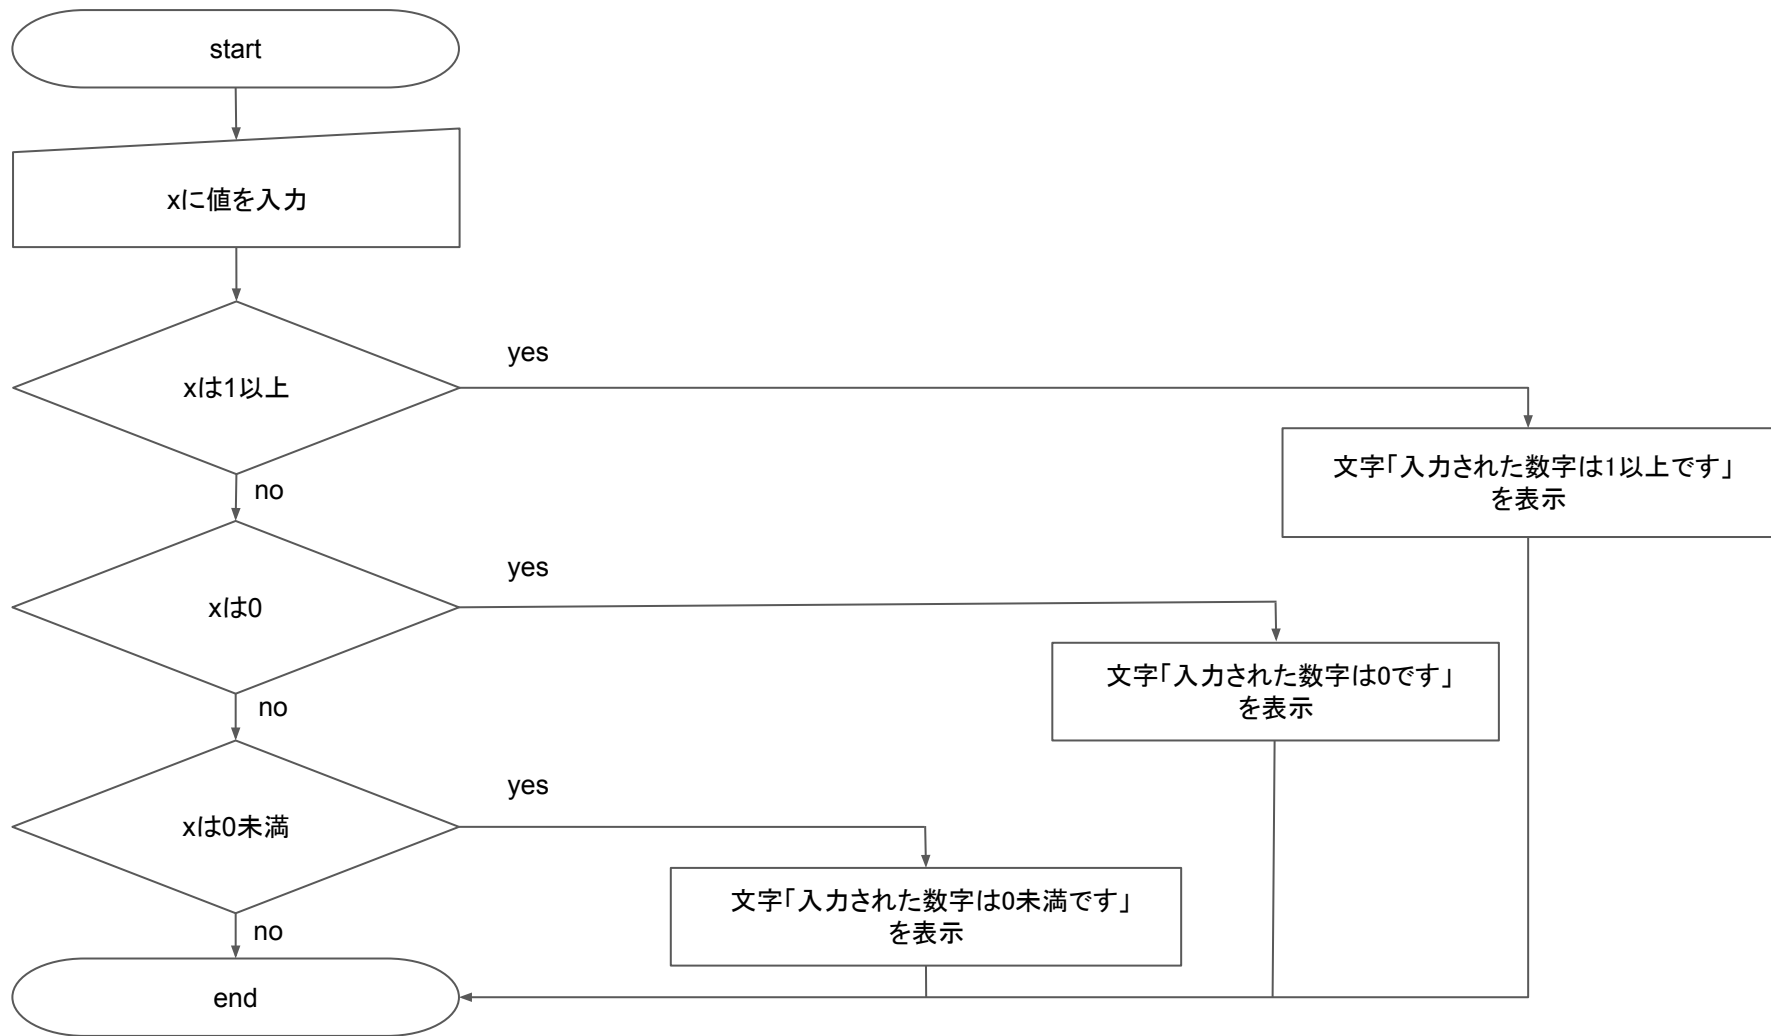 start
xに値を入力
xは1以上
yes
no
文字「入力された数字は1以上です」
を表示
xは0
yes
no
文字「入力された数字は0です」
を表示
xは0未満
yes
no
文字「入力された数字は0未満です」
を表示
end